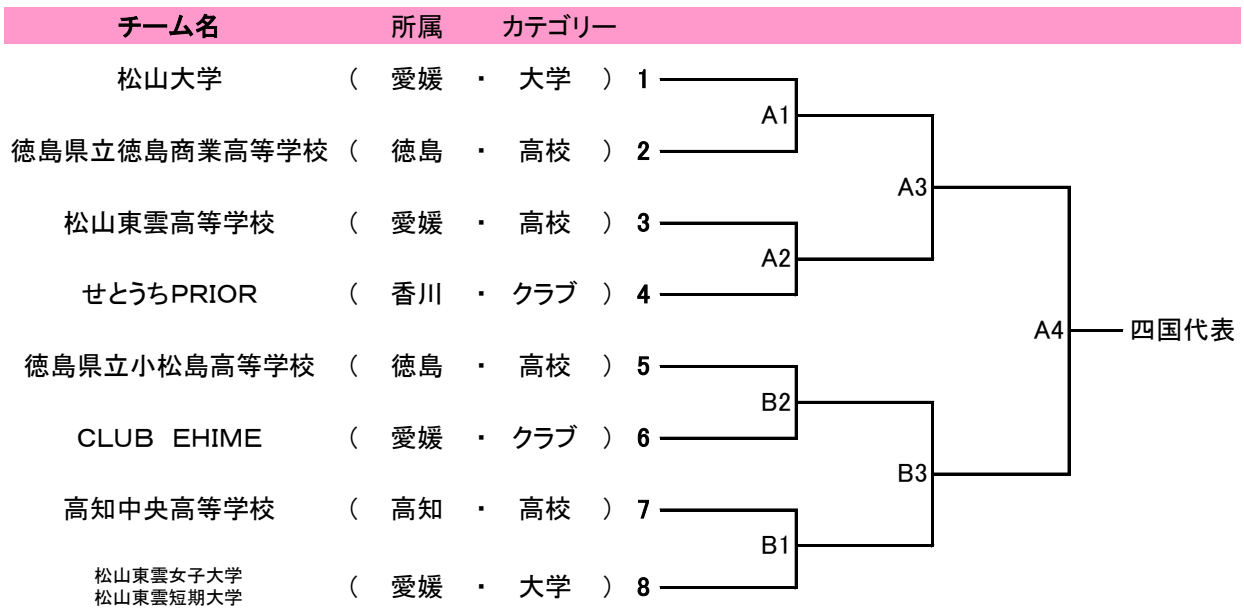 チーム名 所属 カテゴリー
松山大学 ( 愛媛 ・ 大学 ) 1
A1
徳島県立徳島商業高等学校 ( 徳島 ・ 高校 ) 2
A3
松山東雲高等学校 ( 愛媛 ・ 高校 ) 3
A2
せとうちPRIOR ( 香川 ・ クラブ ) 4
A4 四国代表
徳島県立小松島高等学校 ( 徳島 ・ 高校 ) 5
B2
CLUB EHIME ( 愛媛 ・ クラブ ) 6
B3
高知中央高等学校 ( 高知 ・ 高校 ) 7
B1
松山東雲女子大学
松山東雲短期大学 ( 愛媛 ・ 大学 ) 8